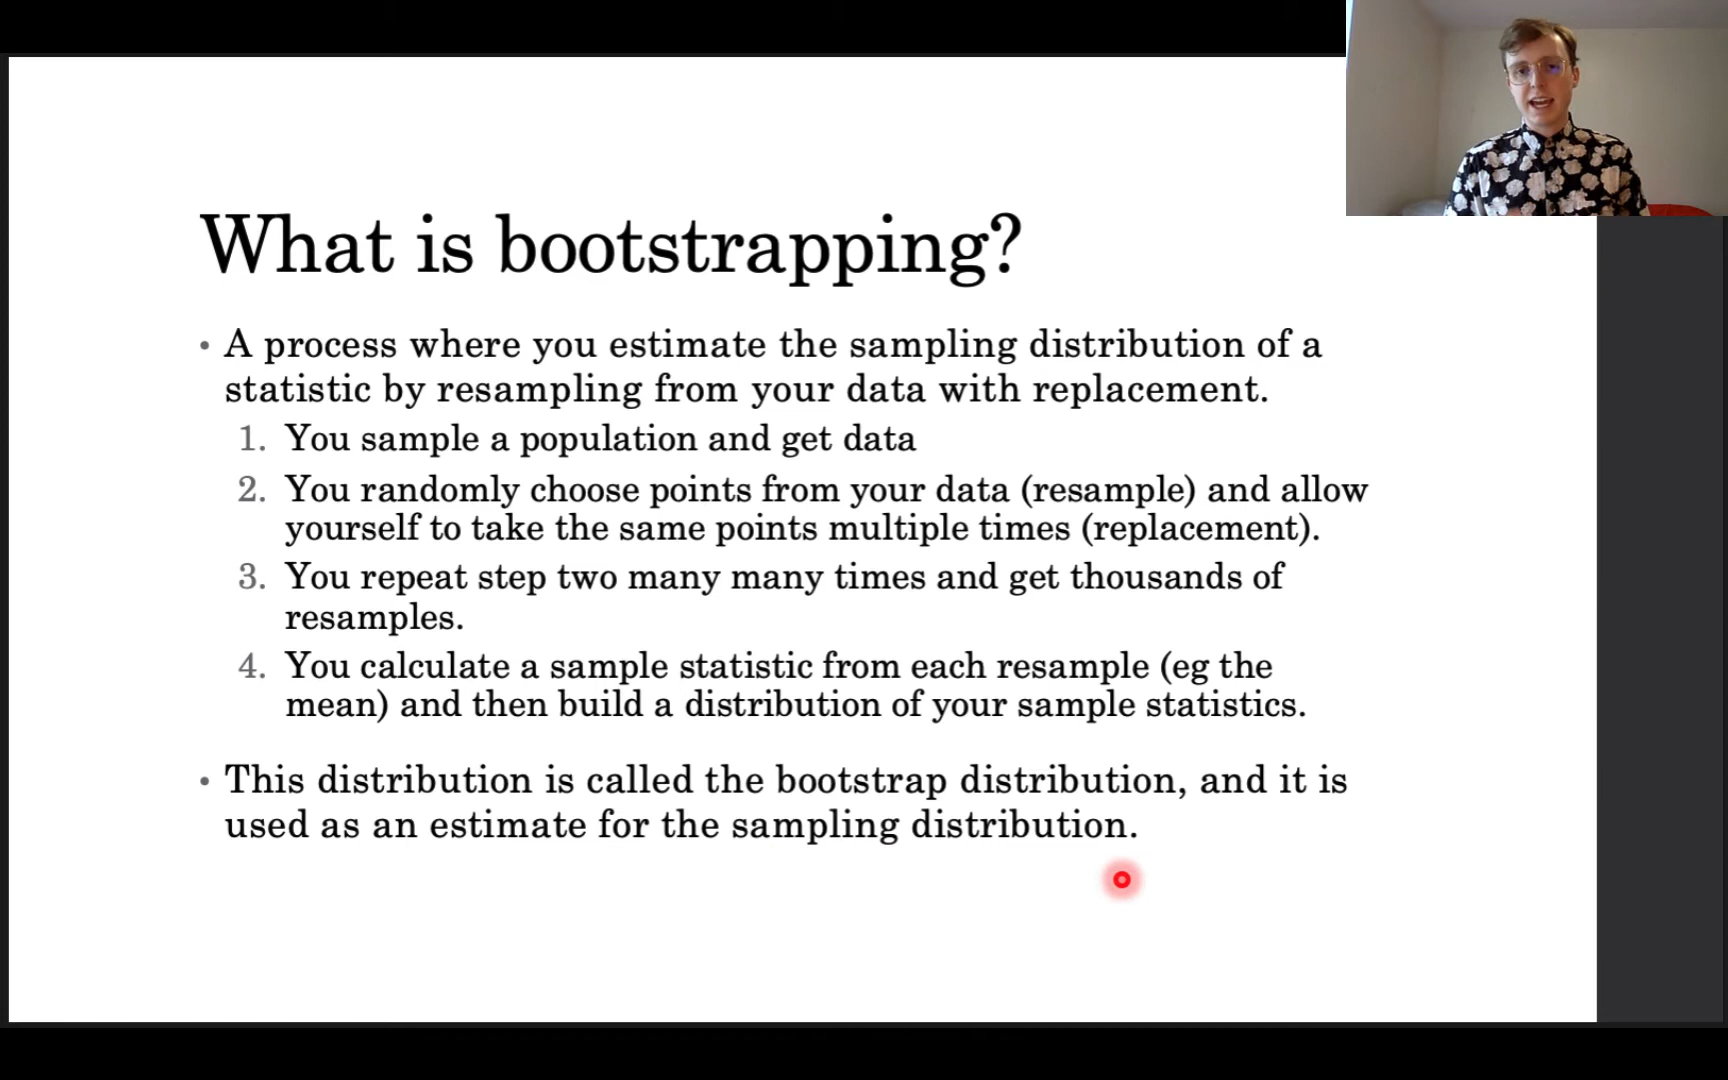 What is bootstrapping?
• A process where you estimate the sampling distribution of a
statistic by resampling from your data with replacement.
1. You sample a population and get data
2. You randomly choose points from your data (resample) and allow
yourself to take the same points multiple times (replacement).
3. You repeat step two many many times and get thousands of
resamples.
4. You calculate a sample statistic from each resample (eg the
mean) and then build a distribution of your sample statistics.
• This distribution is called the bootstrap distribution, and it is
used as an estimate for the sampling distribution.